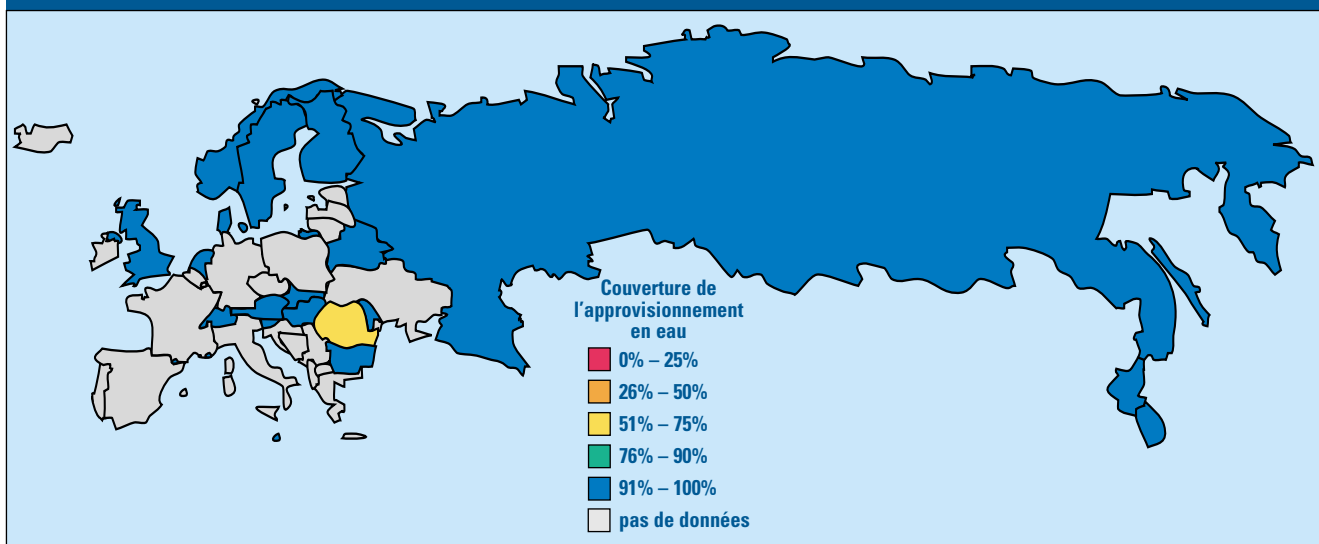 Couverture de
l'approvisionnement
en eau
0% – 25%
26% – 50%
51% – 75%
76% – 90%
91% – 100%
pas de données